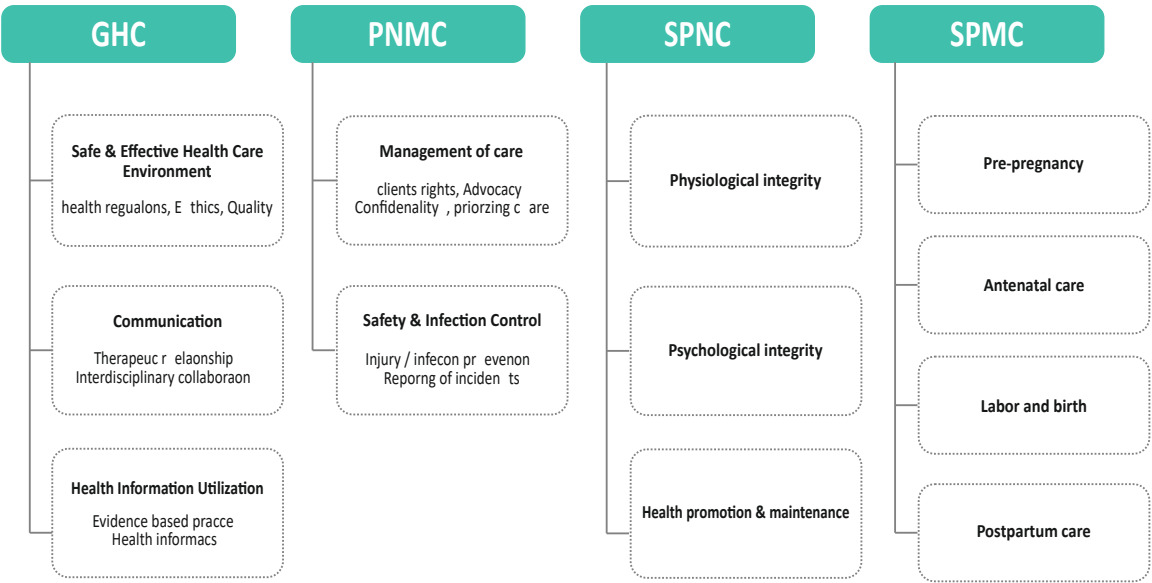 GHC
Safe & Effective Health Care
Environment
health regualons, E thics, Quality
Communication
Therapeuc r elaonship
Interdisciplinary collaboraon
Health Information Utilization
Evidence based pracce
Health informacs
PNMC
Management of care
clients rights, Advocacy
Confidenality , priorzing c are
Safety & Infection Control
Injury / infecon pr evenon
Reporng of inciden ts
SPNC
Physiological integrity
Psychological integrity
Health promotion & maintenance
SPMC
Pre-pregnancy
Antenatal care
Labor and birth
Postpartum care